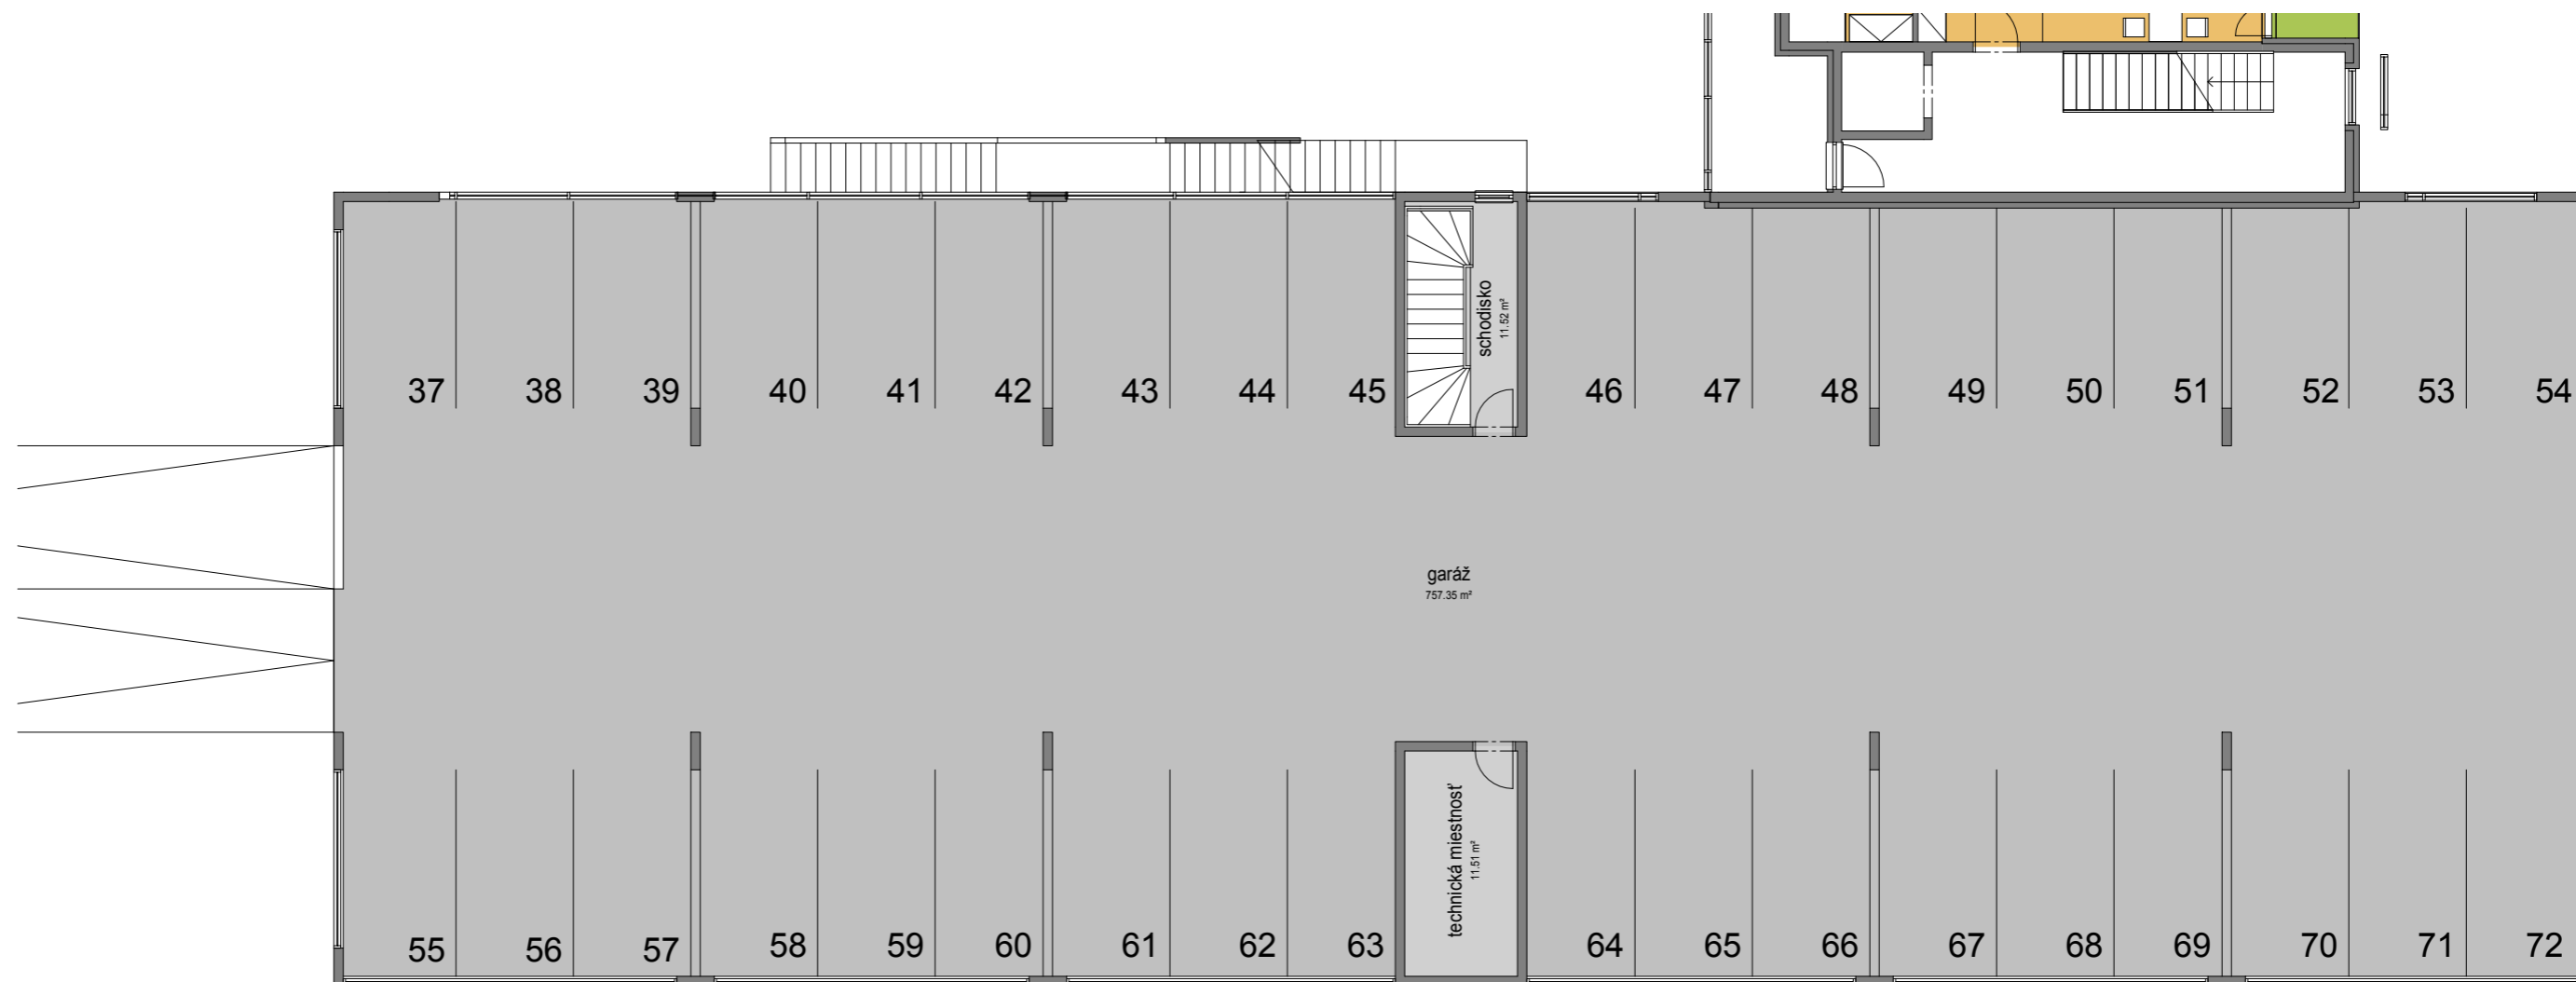 schodisko
11.52 m²
37 38 39 40 41 42 43 44 45 46 47 48 49 50 51 52 53 54
garáž
757.35 m²
technická miestnosť
11.51 m²
55 56 57 58 59 60 61 62 63 64 65 66 67 68 69 70 71 72